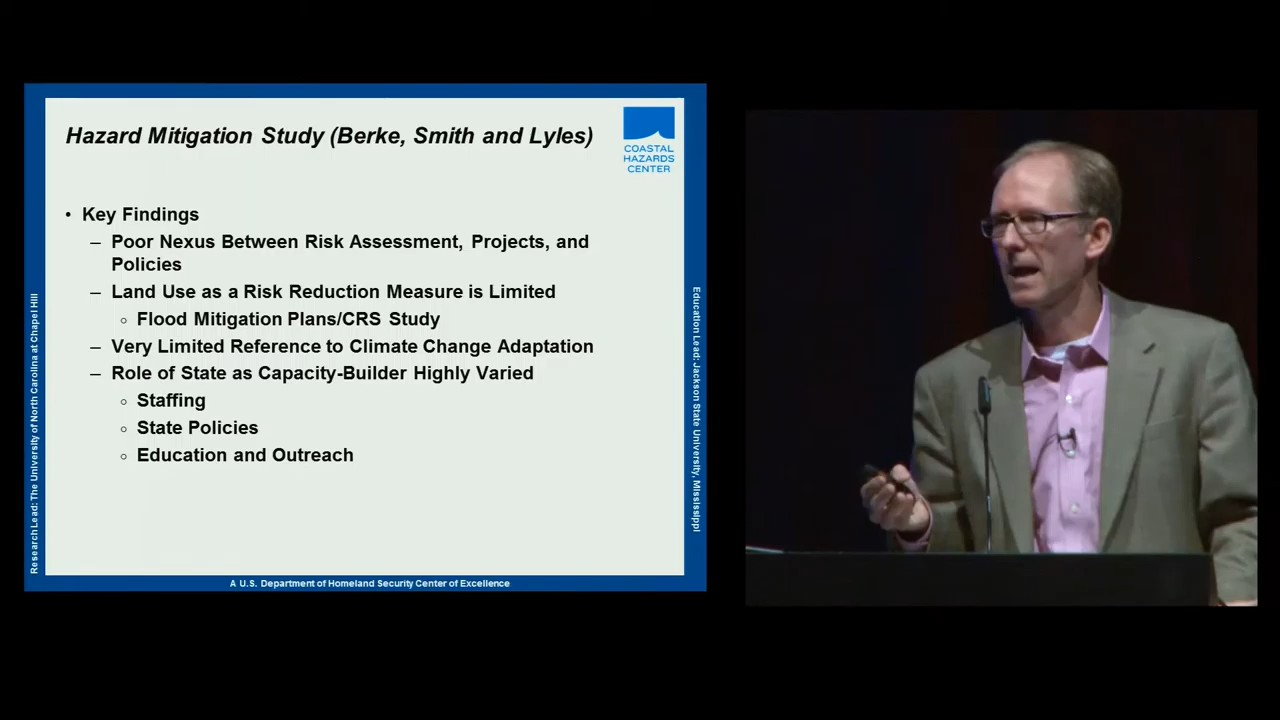 Hazard Mitigation Study (Berke, Smith and Lyles)
COASTAL
HAZARDS
CENTER
• Key Findings
– Poor Nexus Between Risk Assessment, Projects, and
Policies
– Land Use as a Risk Reduction Measure is Limited
○ Flood Mitigation Plans/CRS Study
– Very Limited Reference to Climate Change Adaptation
– Role of State as Capacity-Builder Highly Varied
○ Staffing
○ State Policies
○ Education and Outreach
Research Lead: The University of North Carolina at Chapel Hill
Education Lead: Jackson State University, Mississippi
A U.S. Department of Homeland Security Center of Excellence